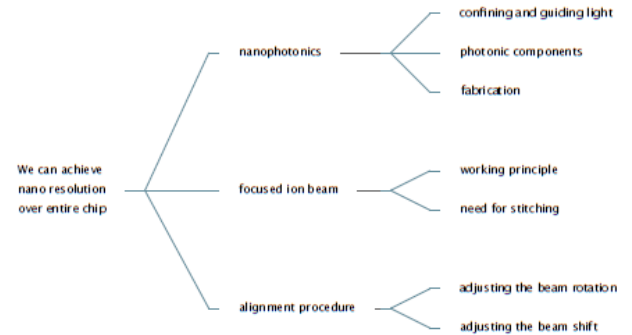 confining and guiding light
nanophotonics
photonic components
fabrication
We can achieve
nano resolution
over entire chip
focused ion beam
working principle
need for stitching
alignment procedure
adjusting the beam rotation
adjusting the beam shift